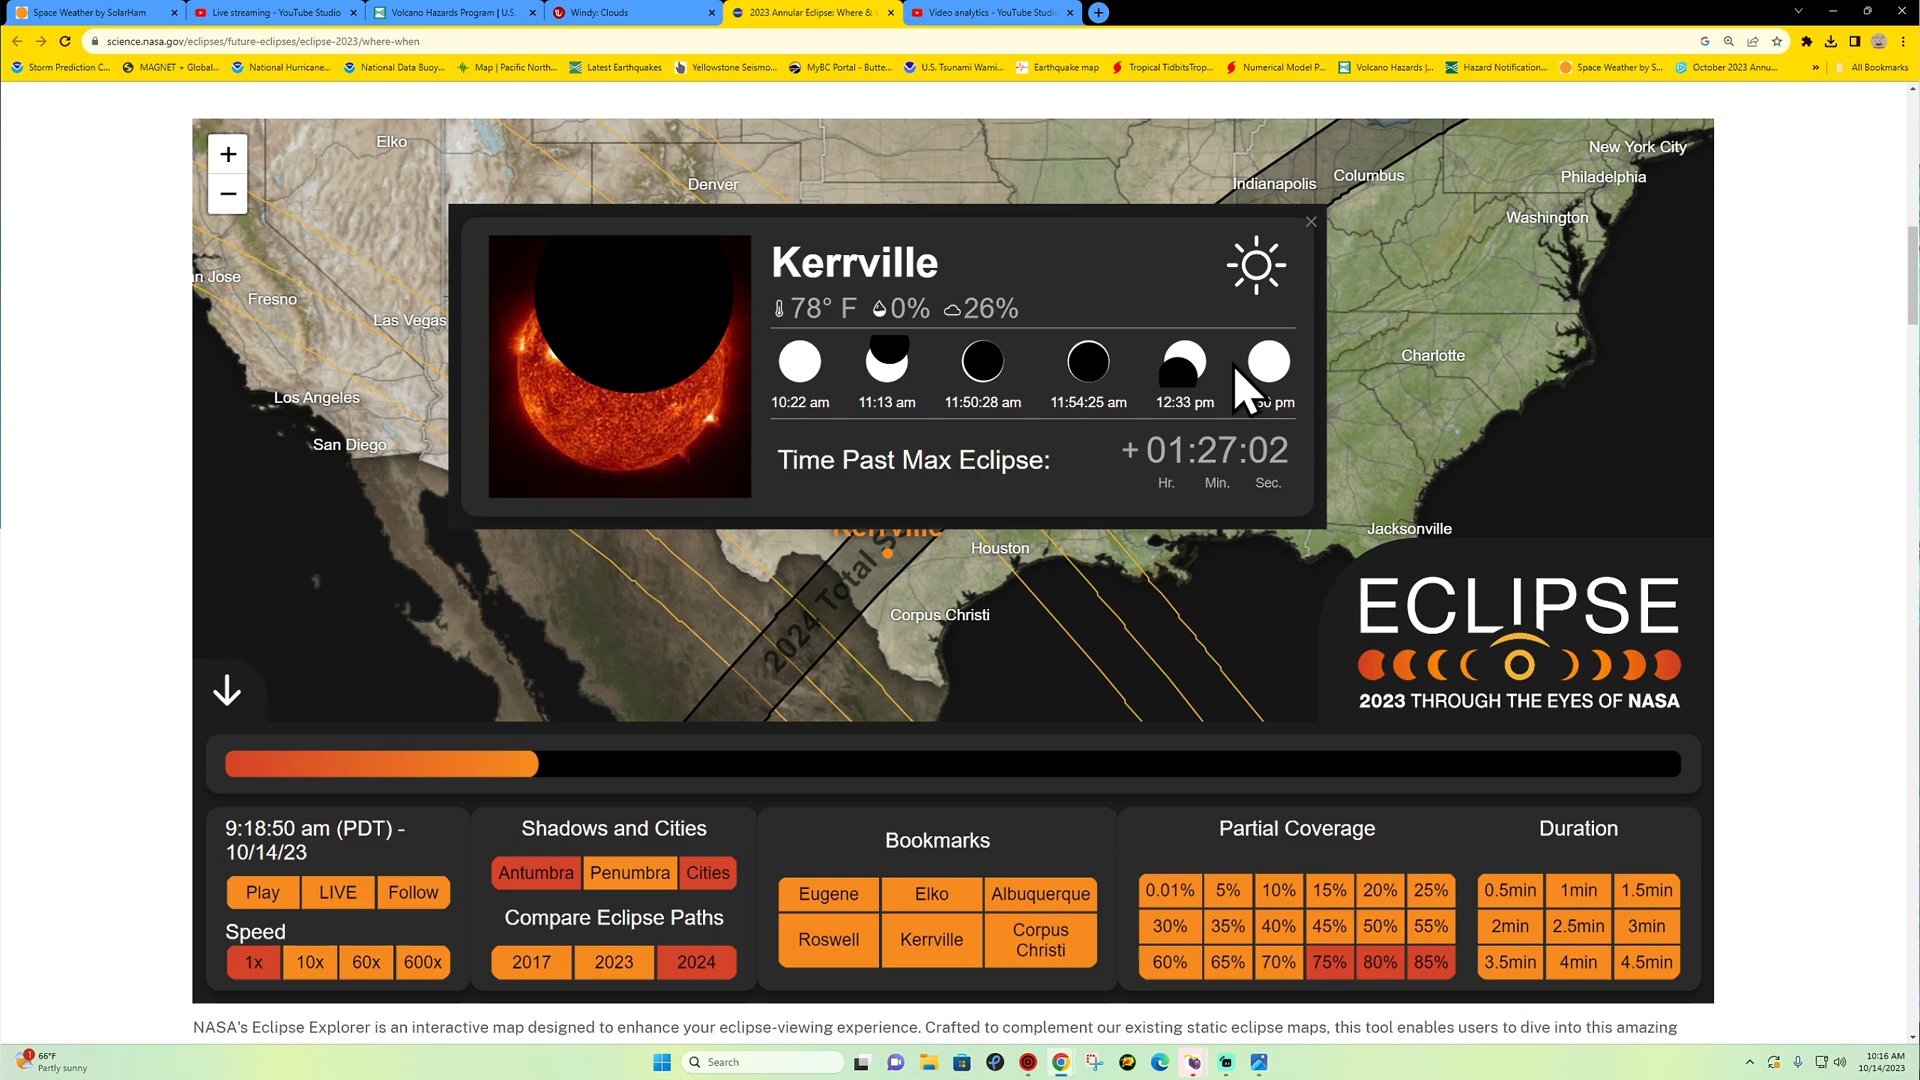 Space Weather by SolarHam
Live streaming - YouTube Studio
Volcano Hazards Program | U.S.
Windy: Clouds
2023 Annular Eclipse: Where &
Video analytics - YouTube Studio
science.nasa.gov/eclipses/future-eclipses/eclipse-2023/where-when
Storm Prediction C...
MAGNET + Global...
National Hurricane...
National Data Buoy...
Map | Pacific North...
Latest Earthquakes
Yellowstone Seismo...
MyBC Portal - Butte...
U.S. Tsunami Warni...
Earthquake map
Tropical TidbitsTrop...
Numerical Model P...
Volcano Hazards |...
Hazard Notification...
Space Weather by S...
October 2023 Annu...
»
All Bookmarks
+
−
Elko
Denver
Indianapolis
Columbus
New York City
Philadelphia
Washington
n Jose
Fresno
Las Vegas
Los Angeles
San Diego
Charlotte
Jacksonville
Kerrville
78° F 0% 26%
10:22 am 11:13 am 11:50:28 am 11:54:25 am 12:33 pm
pm
Time Past Max Eclipse: + 01:27:02
Hr. Min. Sec.
Kerrville
Houston
Corpus Christi
2024 Total S
ECLIPSE
2023 THROUGH THE EYES OF NASA
9:18:50 am (PDT) -
10/14/23
Play LIVE Follow
Speed
1x 10x 60x 600x
Shadows and Cities
Antumbra Penumbra Cities
Compare Eclipse Paths
2017 2023 2024
Bookmarks
Eugene Elko Albuquerque
Roswell Kerrville Corpus
Christi
Partial Coverage
0.01% 5% 10% 15% 20% 25%
30% 35% 40% 45% 50% 55%
60% 65% 70% 75% 80% 85%
Duration
0.5min 1min 1.5min
2min 2.5min 3min
3.5min 4min 4.5min
NASA's Eclipse Explorer is an interactive map designed to enhance your eclipse-viewing experience. Crafted to complement our existing static eclipse maps, this tool enables users to dive into this amazing
1
66°F
Partly sunny
Search
10:16 AM
10/14/2023